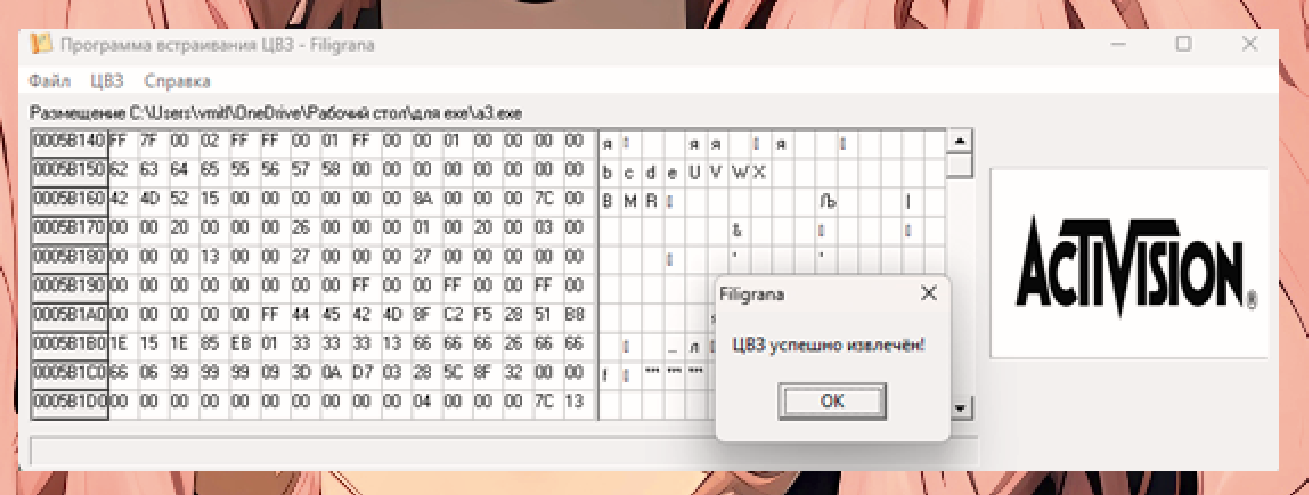 Программа встраивания ЦВЗ - Filigrana
Файл ЦВЗ Справка
Размещение C:\Users\vmitl\OneDrive\Рабочий стол\для exe\a3.exe
0005B140 FF 7F 00 02 FF FF 00 01 FF 00 00 01 00 00 00 00 я я я я
0005B150 62 63 64 65 55 56 57 58 00 00 00 00 00 00 00 00 b c d e U V W X
0005B160 42 4D 52 15 00 00 00 00 00 00 8A 00 00 00 7C 00 B M R Љ |
0005B170 00 00 20 00 00 00 26 00 00 00 01 00 20 00 03 00 &
0005B180 00 00 00 13 00 00 27 00 00 00 27 00 00 00 00 00 ' '
0005B190 00 00 00 00 00 00 00 00 FF 00 00 FF 00 00 FF 00
0005B1A0 00 00 00 00 00 FF 44 45 42 4D 8F C2 F5 28 51 B8
0005B1B0 1E 15 1E 85 EB 01 33 33 33 13 66 66 66 26 66 66 … л
0005B1C0 66 06 99 99 99 09 3D 0A D7 03 28 5C 8F 32 00 00 f ™ ™ ™
0005B1D0 00 00 00 00 00 00 00 00 00 00 04 00 00 00 7C 13
Filigrana
ЦВЗ успешно извлечён!
OK
ACTIVISION®